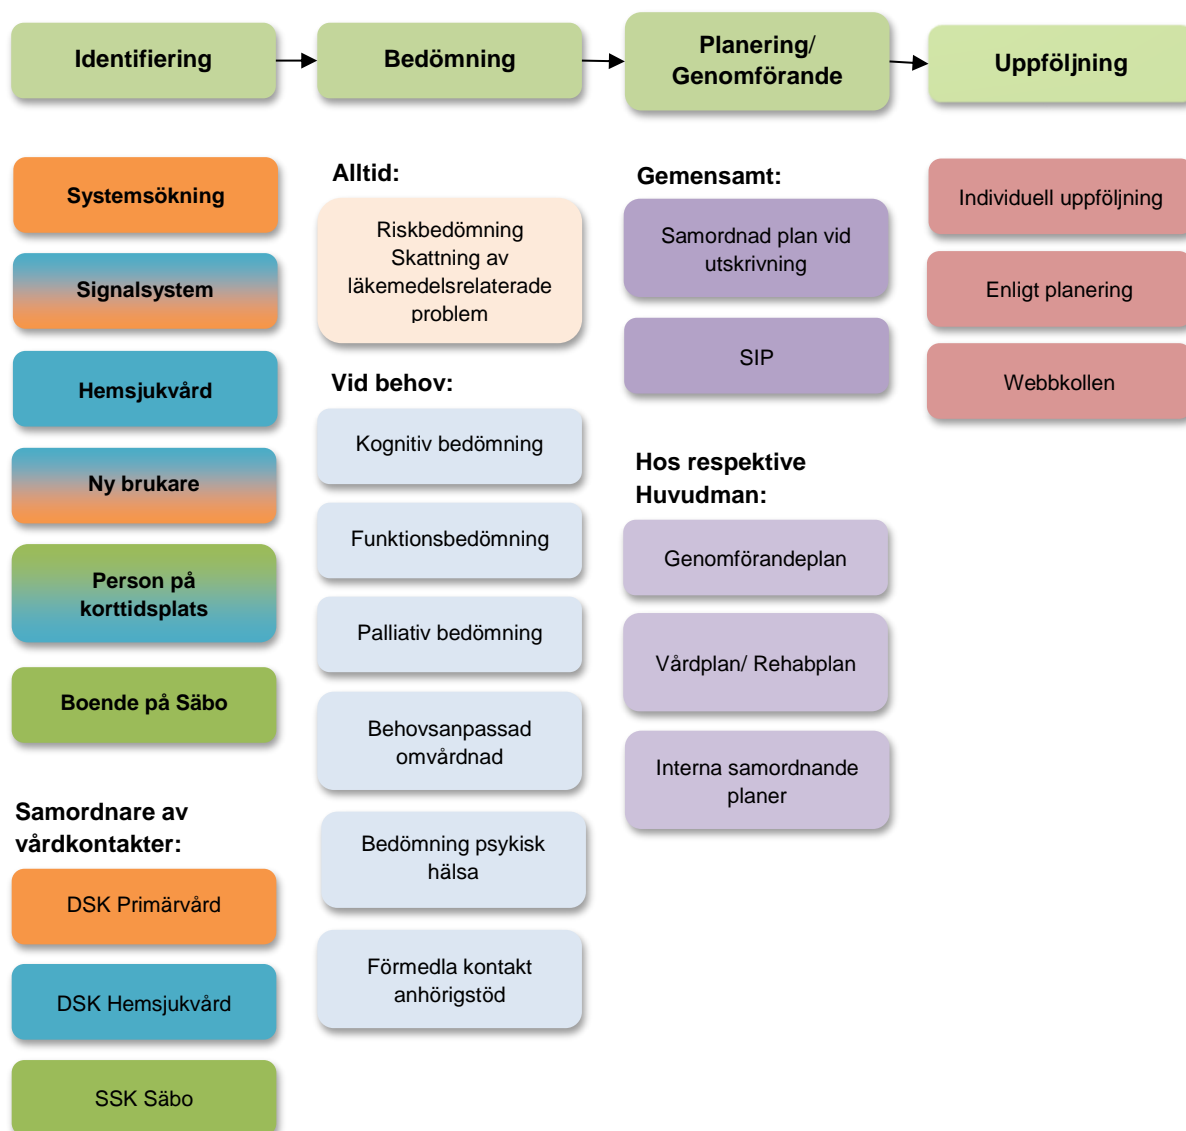 Identifiering
Bedömning
Planering/
Genomförande
Uppföljning
Systemsökning
Signalsystem
Hemsjukvård
Ny brukare
Person på
korttidsplats
Boende på Säbo
Samordnare av
vårdkontakter:
DSK Primärvård
DSK Hemsjukvård
SSK Säbo
Alltid:
Riskbedömning
Skattning av
läkemedelsrelaterade
problem
Vid behov:
Kognitiv bedömning
Funktionsbedömning
Palliativ bedömning
Behovsanpassad
omvårdnad
Bedömning psykisk
hälsa
Förmedla kontakt
anhörigstöd
Gemensamt:
Samordnad plan vid
utskrivning
SIP
Hos respektive
Huvudman:
Genomförandeplan
Vårdplan/ Rehabplan
Interna samordnande
planer
Individuell uppföljning
Enligt planering
Webbkollen